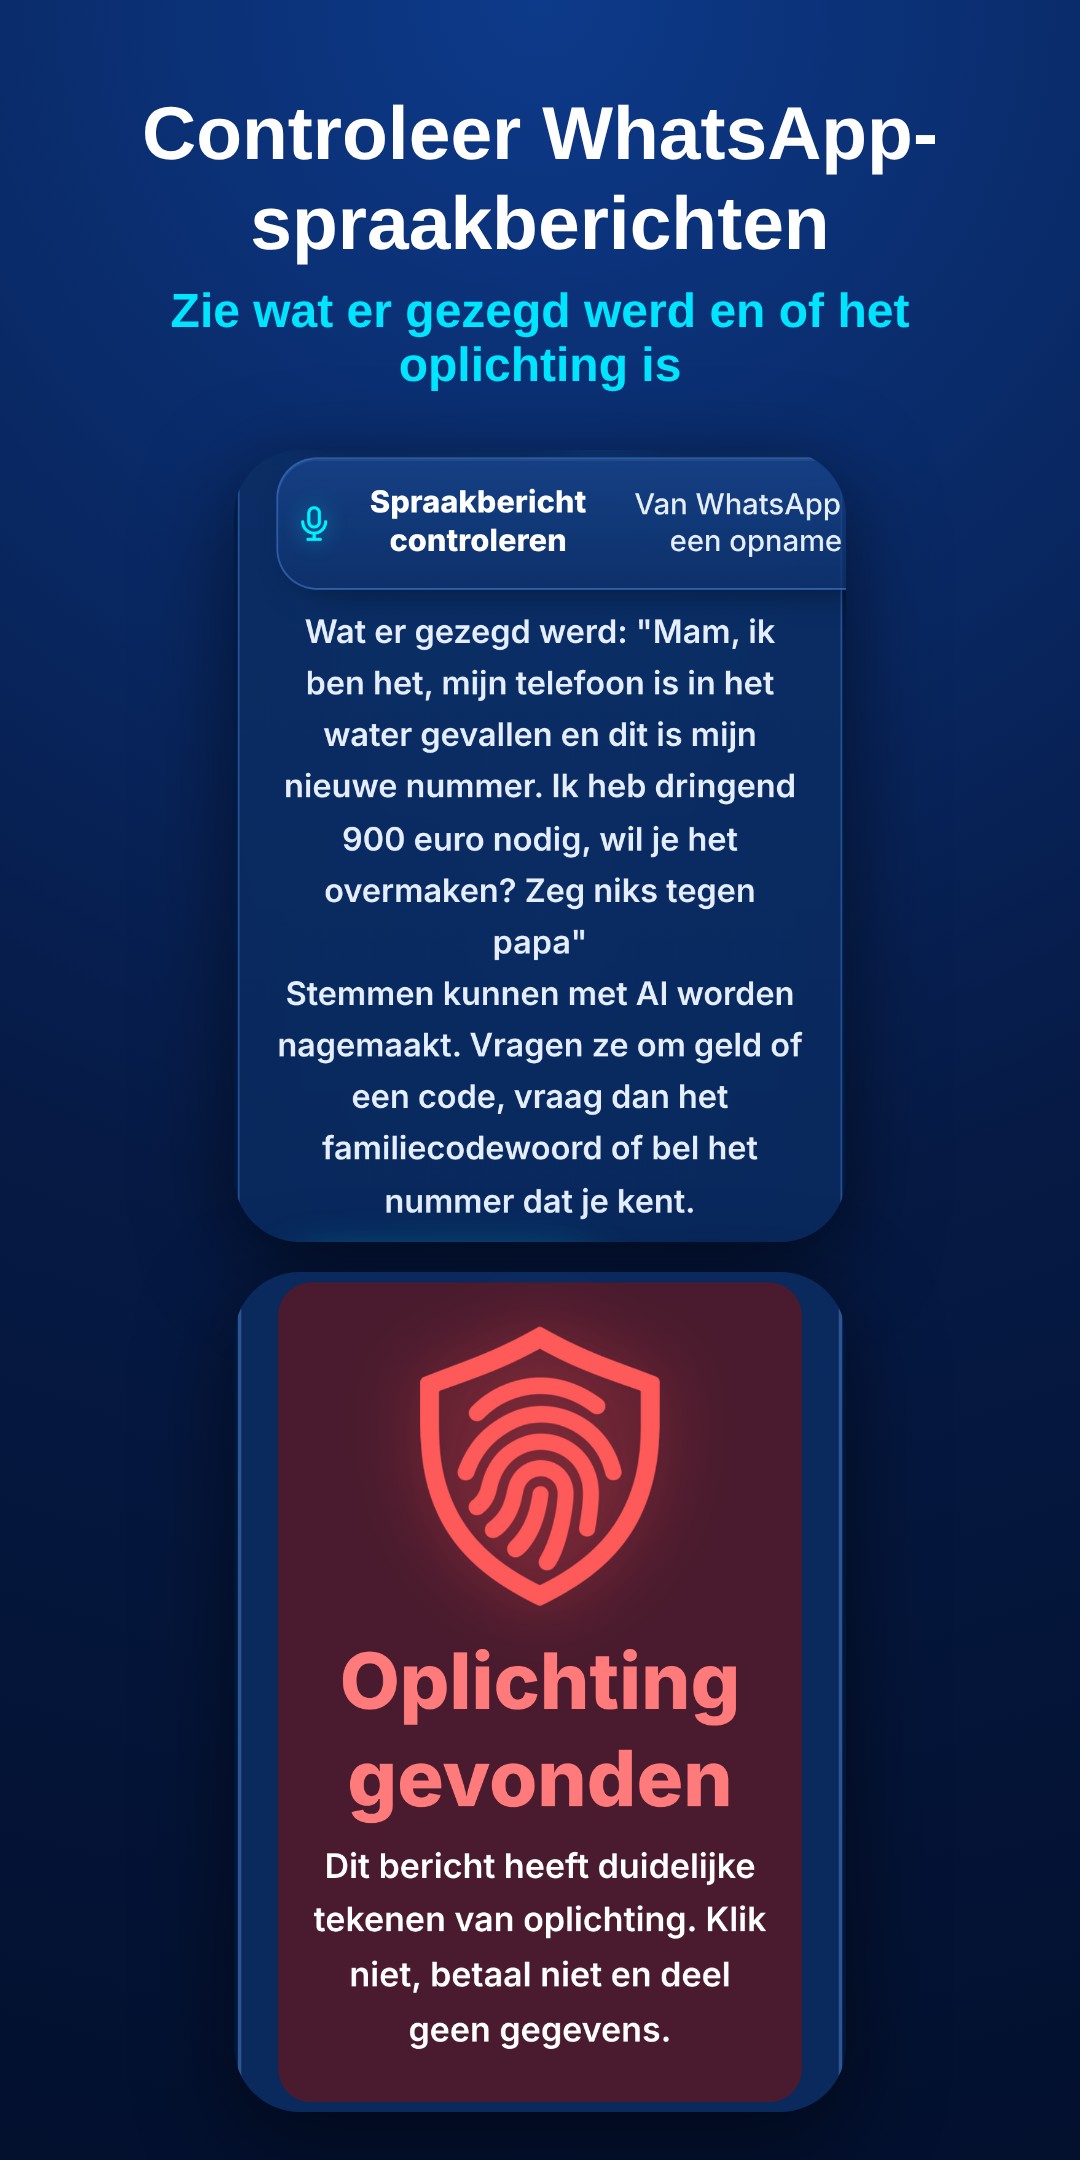 Controleer WhatsApp-
spraakberichten
Zie wat er gezegd werd en of het
oplichting is
Spraakbericht
controleren
Van WhatsApp
een opname
Wat er gezegd werd: "Mam, ik
ben het, mijn telefoon is in het
water gevallen en dit is mijn
nieuwe nummer. Ik heb dringend
900 euro nodig, wil je het
overmaken? Zeg niks tegen
papa"
Stemmen kunnen met AI worden
nagemaakt. Vragen ze om geld of
een code, vraag dan het
familiecodewoord of bel het
nummer dat je kent.
Oplichting
gevonden
Dit bericht heeft duidelijke
tekenen van oplichting. Klik
niet, betaal niet en deel
geen gegevens.